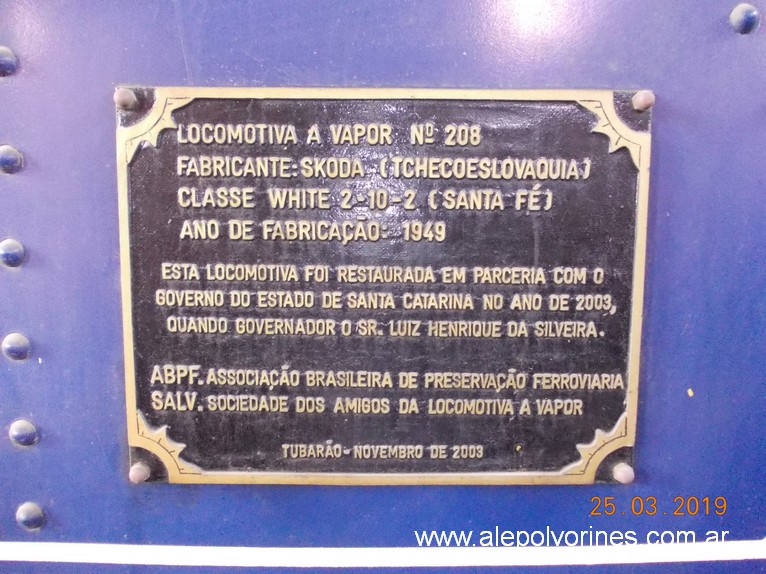 LOCOMOTIVA A VAPOR Nº 208
FABRICANTE: SKODA (TCHECOESLOVAQUIA)
CLASSE WHITE 2-10-2 (SANTA FÉ)
ANO DE FABRICAÇÃO: 1949
ESTA LOCOMOTIVA FOI RESTAURADA EM PARCERIA COM O
GOVERNO DO ESTADO DE SANTA CATARINA NO ANO DE 2003,
QUANDO GOVERNADOR O SR. LUIZ HENRIQUE DA SILVEIRA.
ABPF. ASSOCIAÇÃO BRASILEIRA DE PRESERVAÇÃO FERROVIARIA
SALV. SOCIEDADE DOS AMIGOS DA LOCOMOTIVA A VAPOR
TUBARÃO - NOVEMBRO DE 2003
25.03.2019
www.alepolvorines.com.ar